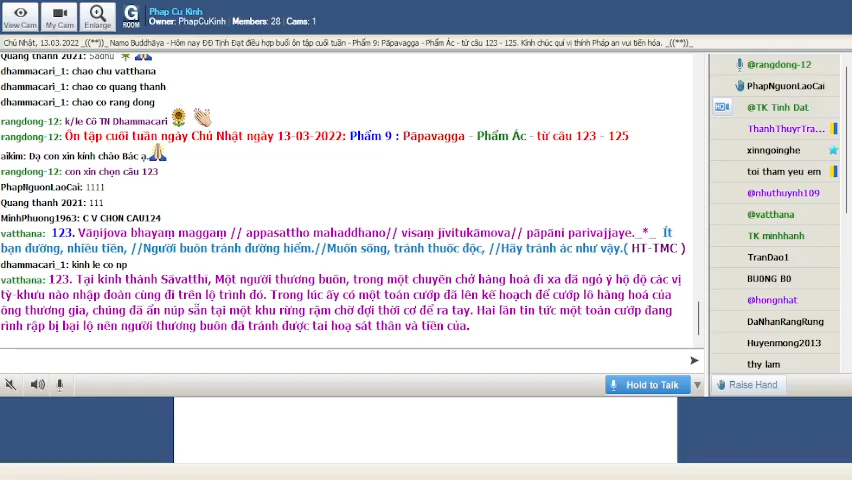 Phap Cu Kinh
Owner: PhapCuKinh | Members: 28 | Cams: 1
View Cam
My Cam
Enlarge
G
ROOM
Chủ Nhật, 13.03.2022 _((**))_ Namo Buddhāya - Hôm nay ĐĐ Tịnh Đạt điều hợp buổi ôn tập cuối tuần - Phẩm 9: Pāpavagga - Phẩm Ác - từ câu 123 - 125. Kính chúc quí vị thính Pháp an vui tiến hóa. _((**))_
Quang thanh 2021: Sadhu
dhammacari_1: chao chu vatthana
dhammacari_1: chao co quang thanh
dhammacari_1: chao co rang dong
rangdong-12: k/le Cô TN Dhammacari
rangdong-12: Ôn tập cuối tuần ngày Chủ Nhật ngày 13-03-2022: Phẩm 9 : Pāpavagga - Phẩm Ác - từ câu 123 - 125
aikim: Dạ con xin kính chào Bác ạ
rangdong-12: con xin chọn câu 123
PhapNguonLaoCai: 1111
Quang thanh 2021: 111
MinhPhuong1963: C V CHON CAU124
vatthana: 123. Vāṇijova bhayaṃ maggaṃ // appasattho mahaddhano// visaṃ jīvitukāmova// pāpāni parivajjaye._*_ Ít
bạn đường, nhiều tiền, //Người buôn tránh đường hiểm.//Muốn sống, tránh thuốc độc, //Hãy tránh ác như vậy.( HT-TMC )
dhammacari_1: kinh le co np
vatthana: 123. Tại kinh thành Sāvatthi, Một người thương buôn, trong một chuyến chở hàng hoá đi xa đã ngỏ ý hộ độ các vị
tỳ-khưu nào nhập đoàn cùng đi trên lộ trình đó. Trong lúc ấy có một toán cướp đã lên kế hoạch để cướp lô hàng hoá của
ông thương gia, chúng đã ẩn núp sẵn tại một khu rừng rậm chờ đợi thời cơ để ra tay. Hai lần tin tức một toán cướp đang
rình rập bị bại lộ nên người thương buôn đã tránh được tai hoạ sát thân và tiền của.
Hold to Talk
@rangdong-12
PhapNguonLaoCai
HD
@TK Tinh Dat
ThanhThuyrTra...
xinngoinghe
toi tham yeu em
@nhuthuynh109
@vatthana
TK minhhanh
TranDao1
BU0NG B0
@hongnhat
DaNhanRangRung
Huyenmong2013
thy lam
Raise Hand